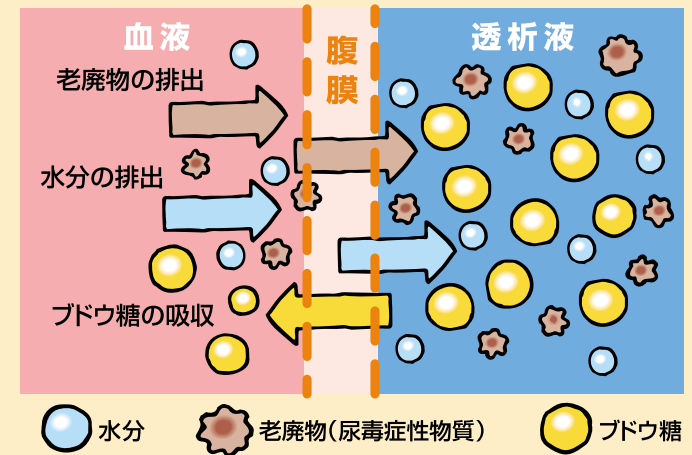 血液
腹膜
透析液
老廃物の排出
水分の排出
ブドウ糖の吸収
水分
老廃物(尿毒症性物質)
ブドウ糖